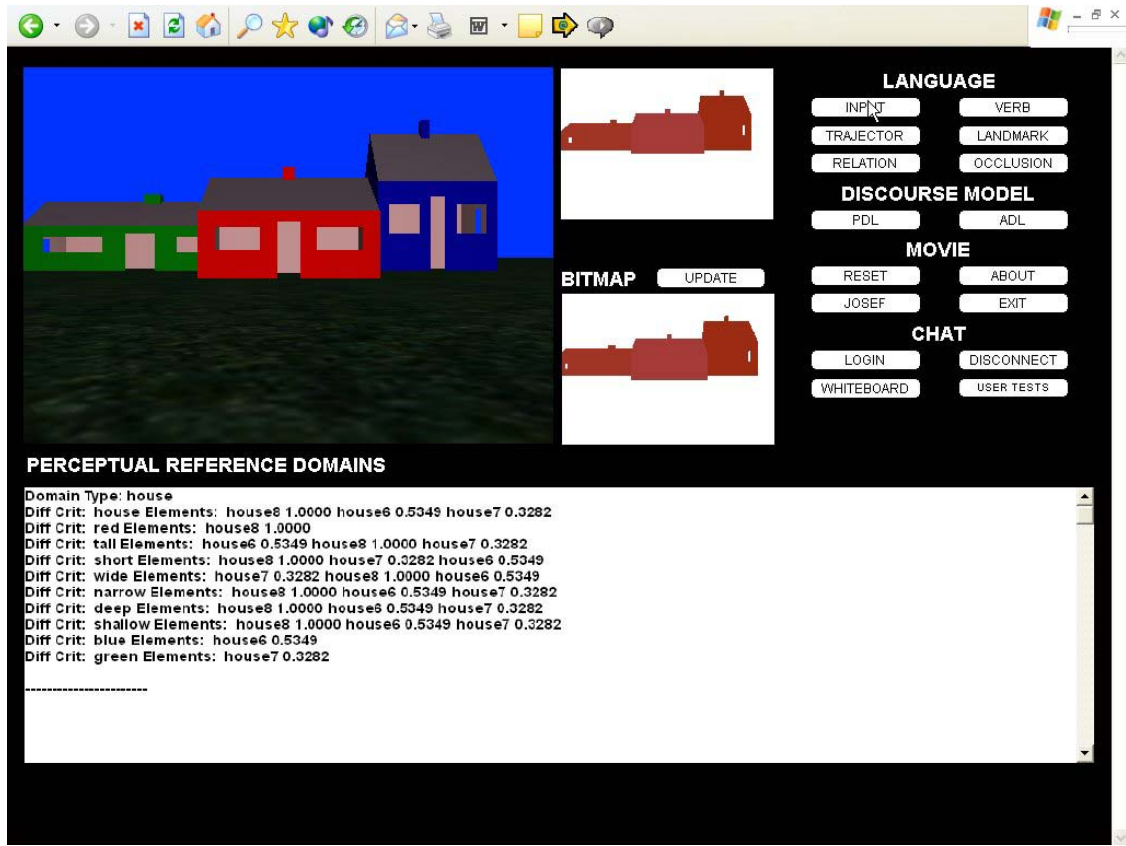 LANGUAGE
INPUT VERB
TRAJECTOR LANDMARK
RELATION OCCLUSION
DISCOURSE MODEL
PDL ADL
MOVIE
BITMAP UPDATE RESET ABOUT
JOSEF EXIT
CHAT
LOGIN DISCONNECT
WHITEBOARD USER TESTS
PERCEPTUAL REFERENCE DOMAINS
Domain Type: house
Diff Crit: house Elements: house8 1.0000 house6 0.5349 house7 0.3282
Diff Crit: red Elements: house8 1.0000
Diff Crit: tall Elements: house6 0.5349 house8 1.0000 house7 0.3282
Diff Crit: short Elements: house8 1.0000 house7 0.3282 house6 0.5349
Diff Crit: wide Elements: house7 0.3282 house8 1.0000 house6 0.5349
Diff Crit: narrow Elements: house8 1.0000 house6 0.5349 house7 0.3282
Diff Crit: deep Elements: house8 1.0000 house6 0.5349 house7 0.3282
Diff Crit: shallow Elements: house8 1.0000 house6 0.5349 house7 0.3282
Diff Crit: blue Elements: house6 0.5349
Diff Crit: green Elements: house7 0.3282
-----------------------